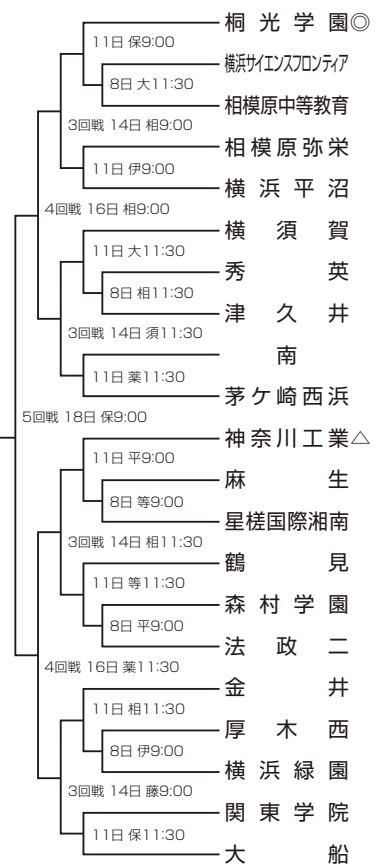 桐光学園◎
11日 保9:00
横浜サイエンスフロンティア
8日 大11:30
相模原中等教育
3回戦 14日 相9:00
相模原弥栄
11日 伊9:00
横浜平沼
4回戦 16日 相9:00
横須賀
11日 大11:30
秀英
8日 相11:30
津久井
3回戦 14日 須11:30
南
11日 薬11:30
茅ケ崎西浜
5回戦 18日 保9:00
神奈川工業△
11日 平9:00
麻生
8日 等9:00
星槎国際湘南
3回戦 14日 相11:30
鶴見
11日 等11:30
森村学園
8日 平9:00
法政二
4回戦 16日 薬11:30
金井
11日 相11:30
厚木西
8日 伊9:00
横浜緑園
3回戦 14日 藤9:00
関東学院
11日 保11:30
大船